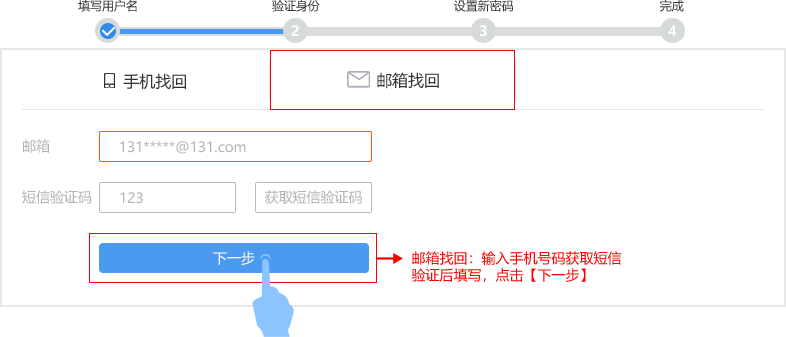 填写用户名
验证身份
设置新密码
完成
2
3
4
手机找回
邮箱找回
邮箱
131*****@131.com
短信验证码
123
获取短信验证码
下一步
邮箱找回：输入手机号码获取短信
验证后填写，点击【下一步】